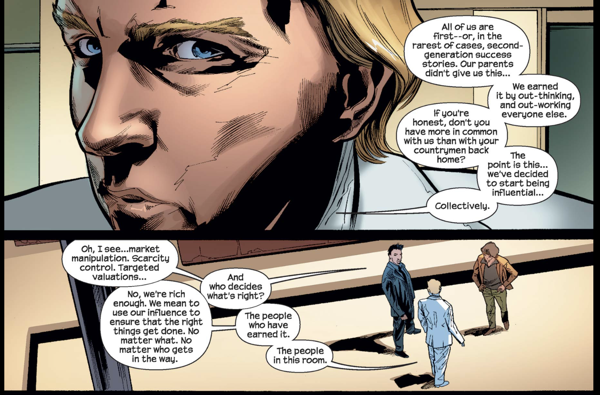 All of us are
first--or, in the
rarest of cases, second-
generation success
stories. Our parents
didn't give us this...
We earned
it by out-thinking,
and out-working
everyone else.
If you're
honest, don't you
have more in common
with us than with your
countrymen back
home?
The
point is this...
we've decided
to start being
influential...
Collectively.
Oh, I see...market
manipulation. Scarcity
control. Targeted
valuations...
And
who decides
what's right?
No, we're rich
enough. We mean to
use our influence to
ensure that the right
things get done. No
matter what. No
matter who gets
in the way.
The people
who have
earned it.
The people
in this room.